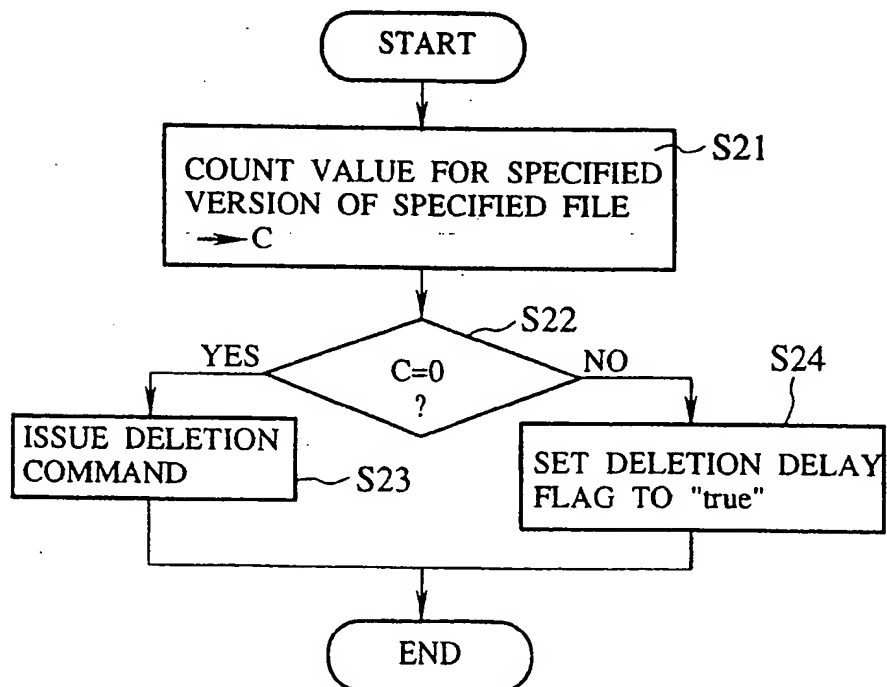 START
COUNT VALUE FOR SPECIFIED
VERSION OF SPECIFIED FILE
→ C
S21
S22
YES
C=0
?
NO
S24
ISSUE DELETION
COMMAND
S23
SET DELETION DELAY
FLAG TO "true"
END